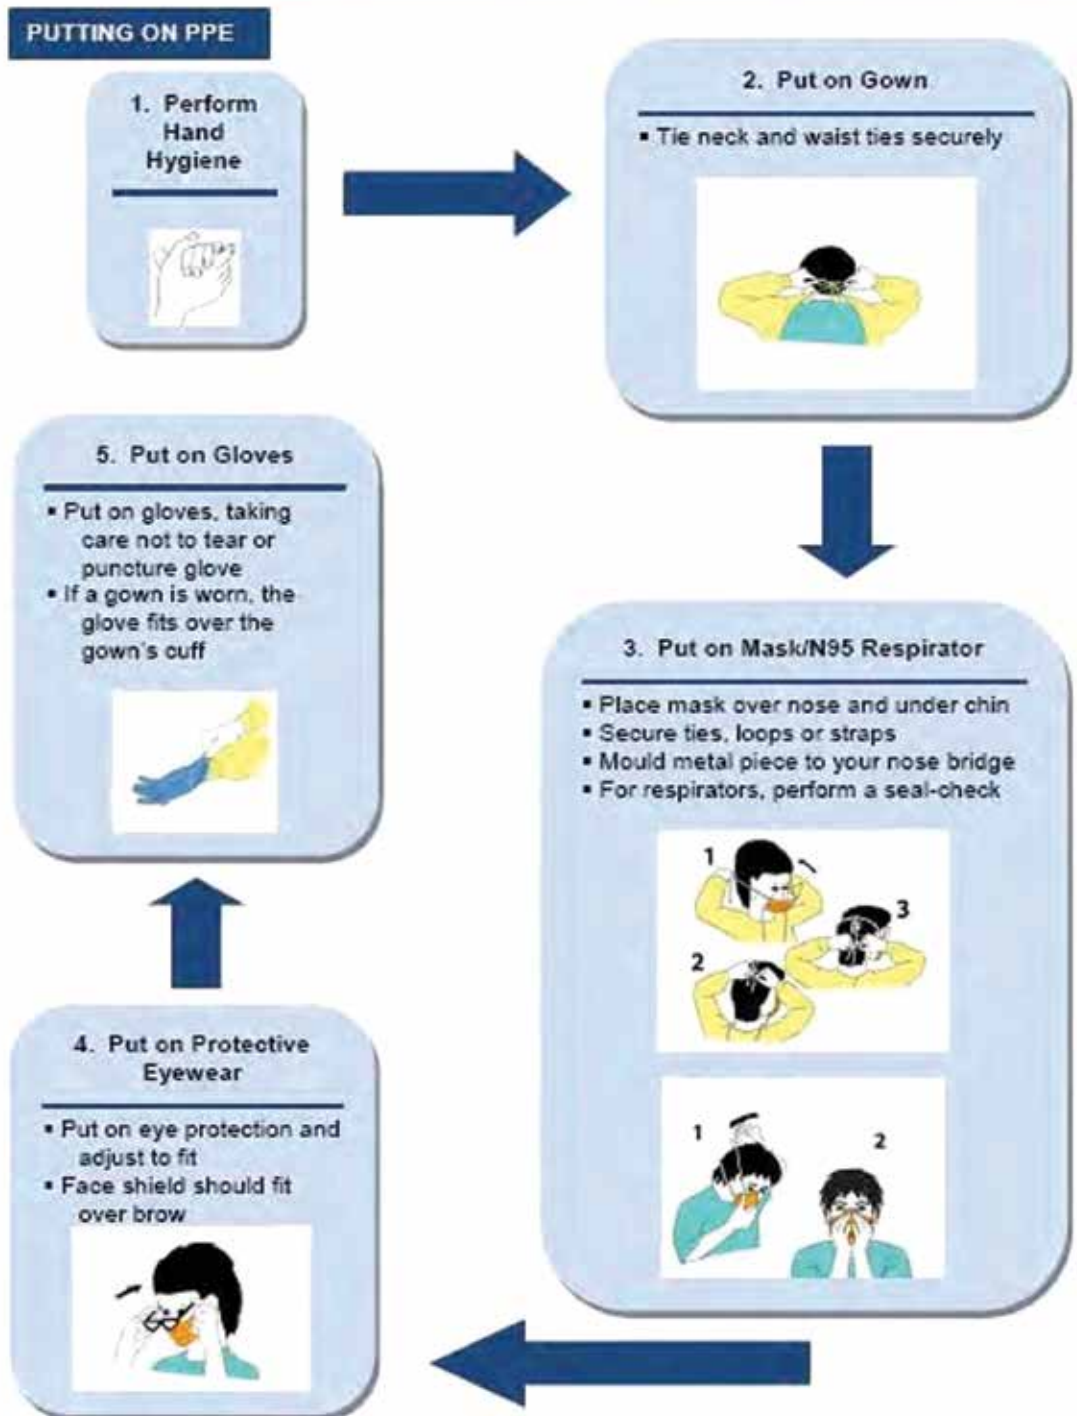 PUTTING ON PPE
1. Perform
Hand
Hygiene
2. Put on Gown
▪ Tie neck and waist ties securely
3. Put on Mask/N95 Respirator
▪ Place mask over nose and under chin
▪ Secure ties, loops or straps
▪ Mould metal piece to your nose bridge
▪ For respirators, perform a seal-check
1
3
2
1
2
4. Put on Protective
Eyewear
▪ Put on eye protection and
adjust to fit
▪ Face shield should fit
over brow
5. Put on Gloves
▪ Put on gloves, taking
care not to tear or
puncture glove
▪ If a gown is worn, the
glove fits over the
gown's cuff